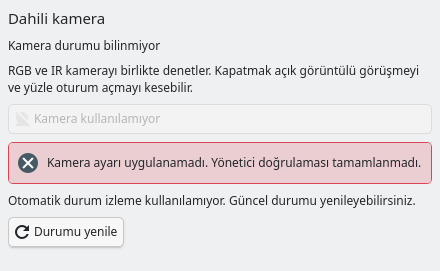 Dahili kamera
Kamera durumu bilinmiyor
RGB ve IR kamerayı birlikte denetler. Kapatmak açık görüntülü görüşmeyi
ve yüzle oturum açmayı kesebilir.
Kamera kullanılamıyor
Kamera ayarı uygulanamadı. Yönetici doğrulaması tamamlanmadı.
Otomatik durum izleme kullanılamıyor. Güncel durumu yenileyebilirsiniz.
Durumu yenile